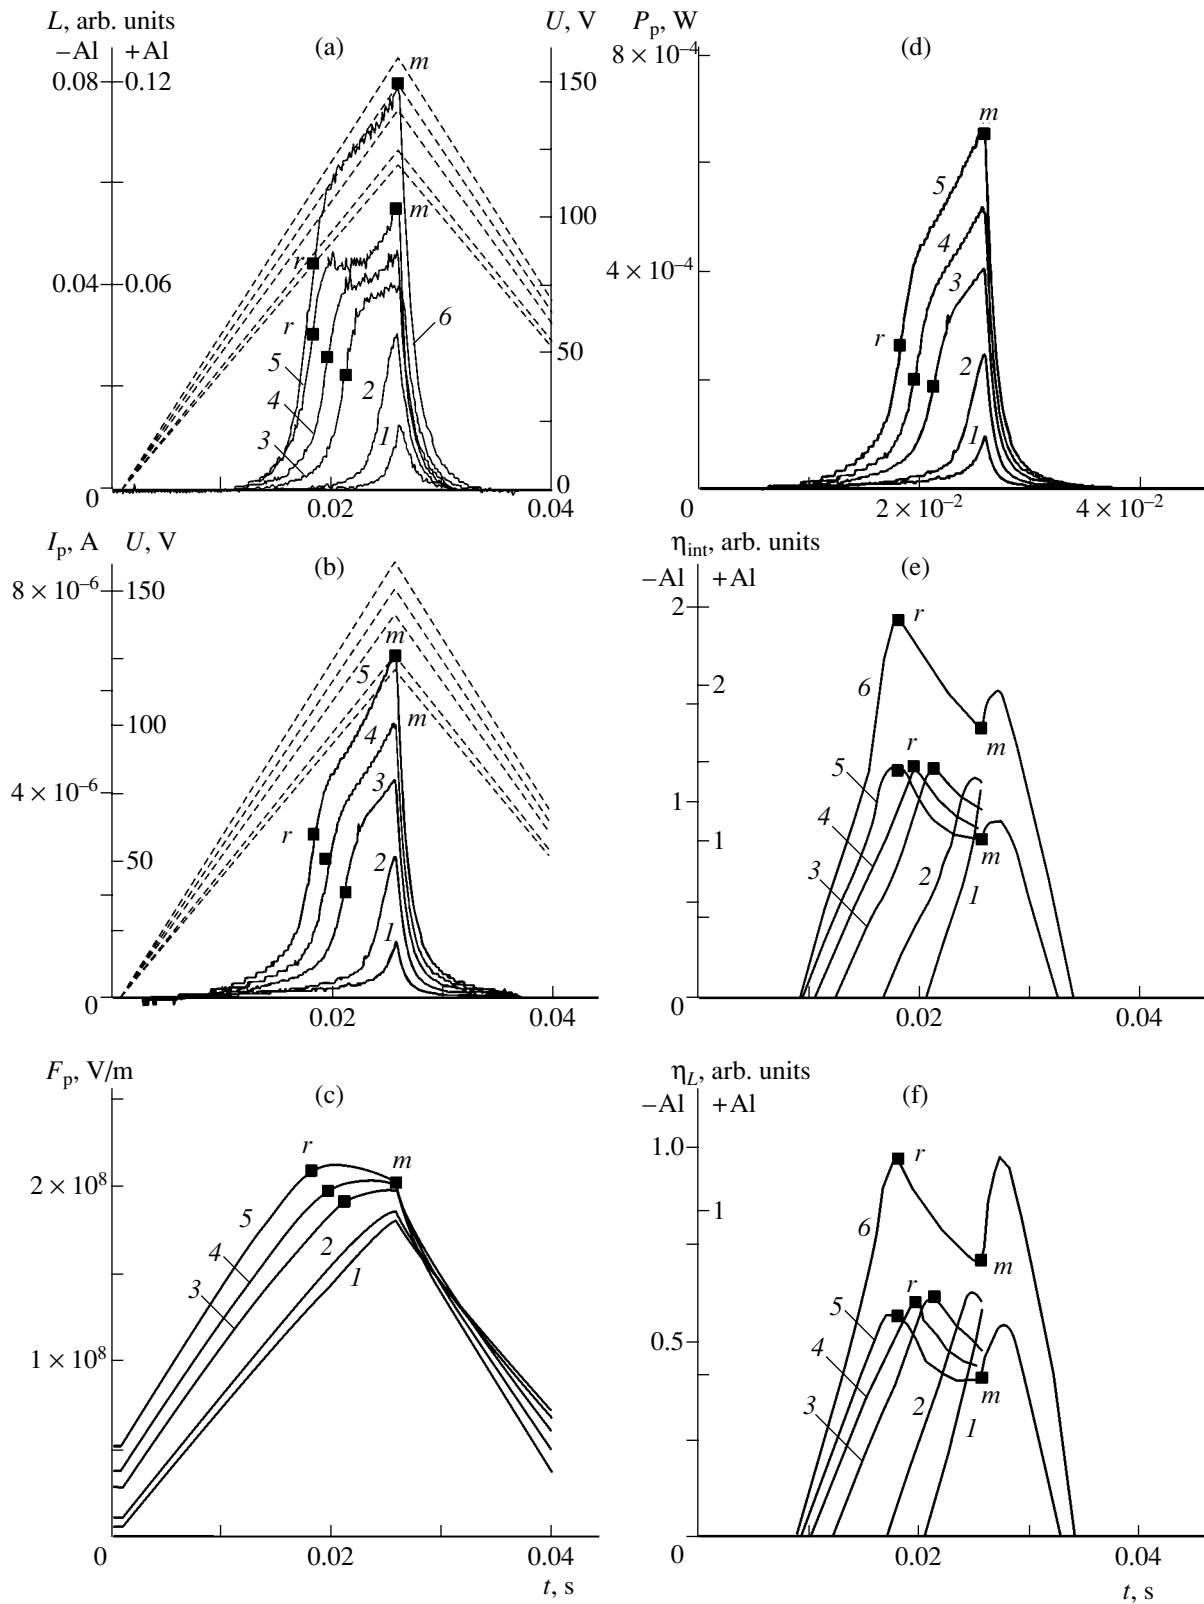 L, arb. units
–Al +Al
(a)
U, V
0.08 0.12
150
m
100
m
r
0.04 0.06
r
6
50
5
2
4
3
1
0
0
0.02
0.04
I_p, A U, V
(b)
8 × 10^–6 150
m
5
m
100
4
3
4 × 10^–6
r
50
2
1
0
0.02
0.04
F_p, V/m
(c)
r
m
2 × 10^8
5
4
2
3
1
1 × 10^8
0
0.02
0.04
t, s
P_p, W
(d)
8 × 10^–4
m
5
4
4 × 10^–4
3
r
2
1
0
2 × 10^–2
4 × 10^–2
η_int, arb. units
–Al +Al
(e)
2
r
2
6
m
r
5
1
4
1
m
3
2
1
0
0.02
0.04
η_L, arb. units
–Al +Al
(f)
1.0
r
1
6
m
r
5
0.5
4
m
3
2
1
0
0.02
0.04
t, s